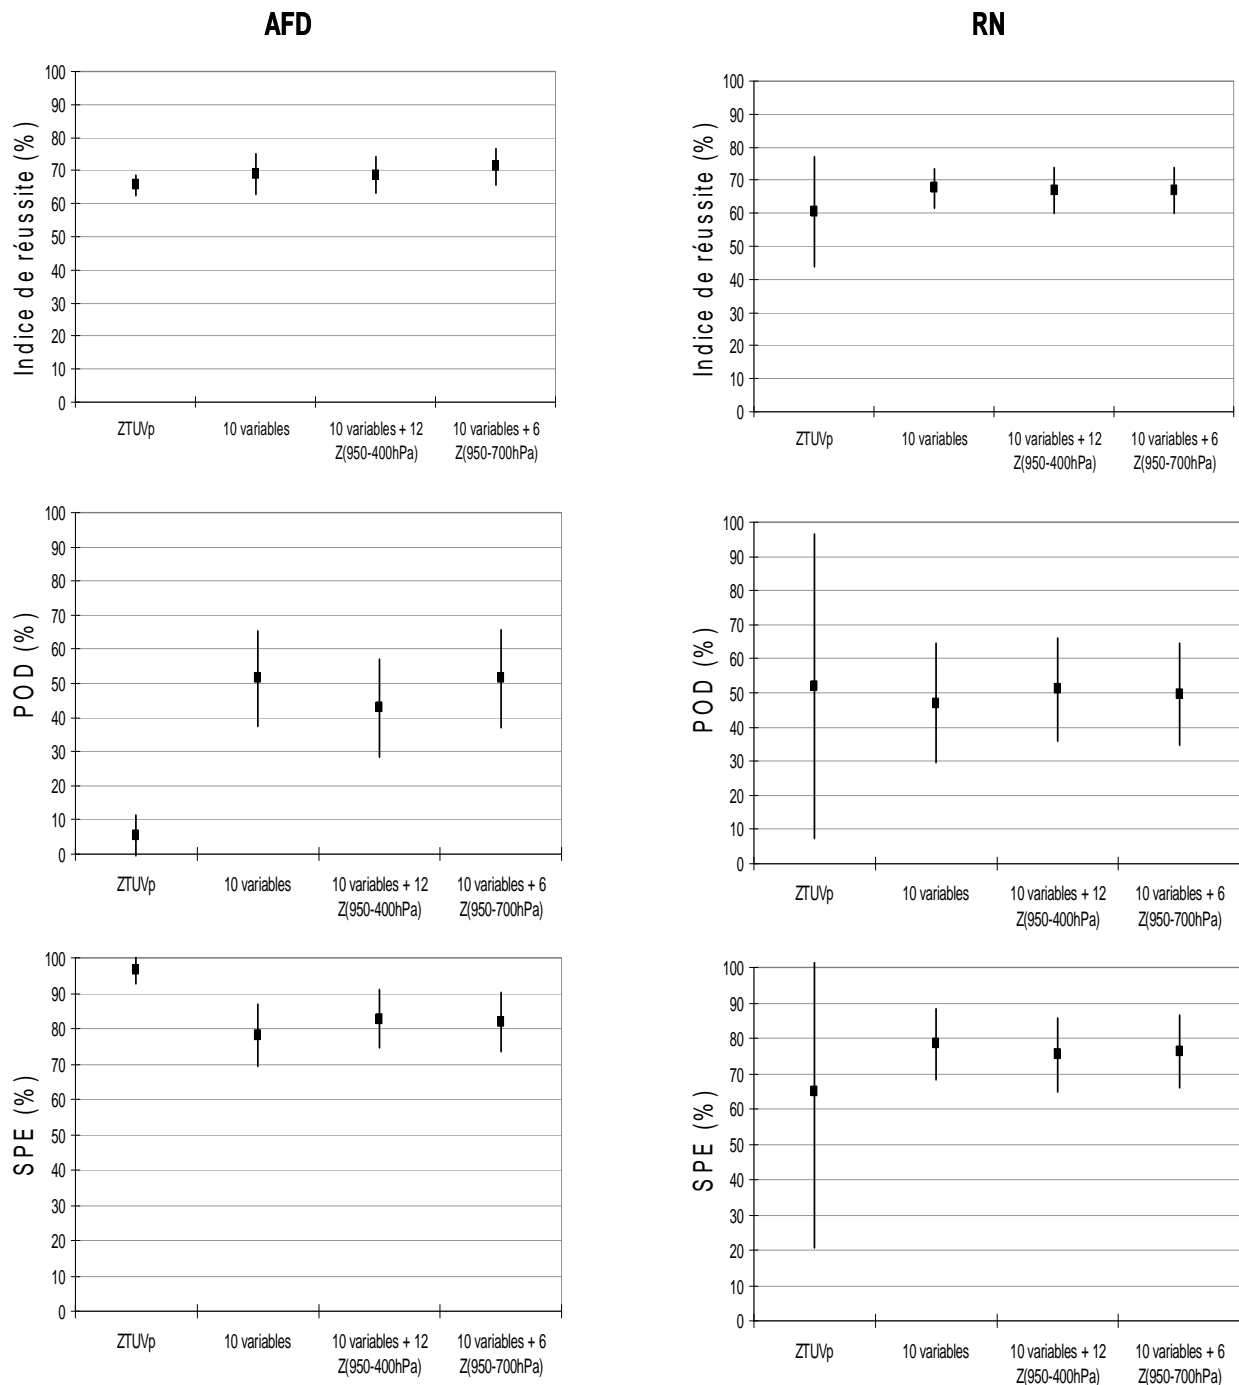 AFD
RN
Indice de réussite (%)
100
90
80
70
60
50
40
30
20
10
0
ZTUVp
10 variables
10 variables + 12
Z(950-400hPa)
10 variables + 6
Z(950-700hPa)
Indice de réussite (%)
100
90
80
70
60
50
40
30
20
10
0
ZTUVp
10 variables
10 variables + 12
Z(950-400hPa)
10 variables + 6
Z(950-700hPa)
POD (%)
100
90
80
70
60
50
40
30
20
10
0
ZTUVp
10 variables
10 variables + 12
Z(950-400hPa)
10 variables + 6
Z(950-700hPa)
POD (%)
100
90
80
70
60
50
40
30
20
10
0
ZTUVp
10 variables
10 variables + 12
Z(950-400hPa)
10 variables + 6
Z(950-700hPa)
SPE (%)
100
90
80
70
60
50
40
30
20
10
0
ZTUVp
10 variables
10 variables + 12
Z(950-400hPa)
10 variables + 6
Z(950-700hPa)
SPE (%)
100
90
80
70
60
50
40
30
20
10
0
ZTUVp
10 variables
10 variables + 12
Z(950-400hPa)
10 variables + 6
Z(950-700hPa)